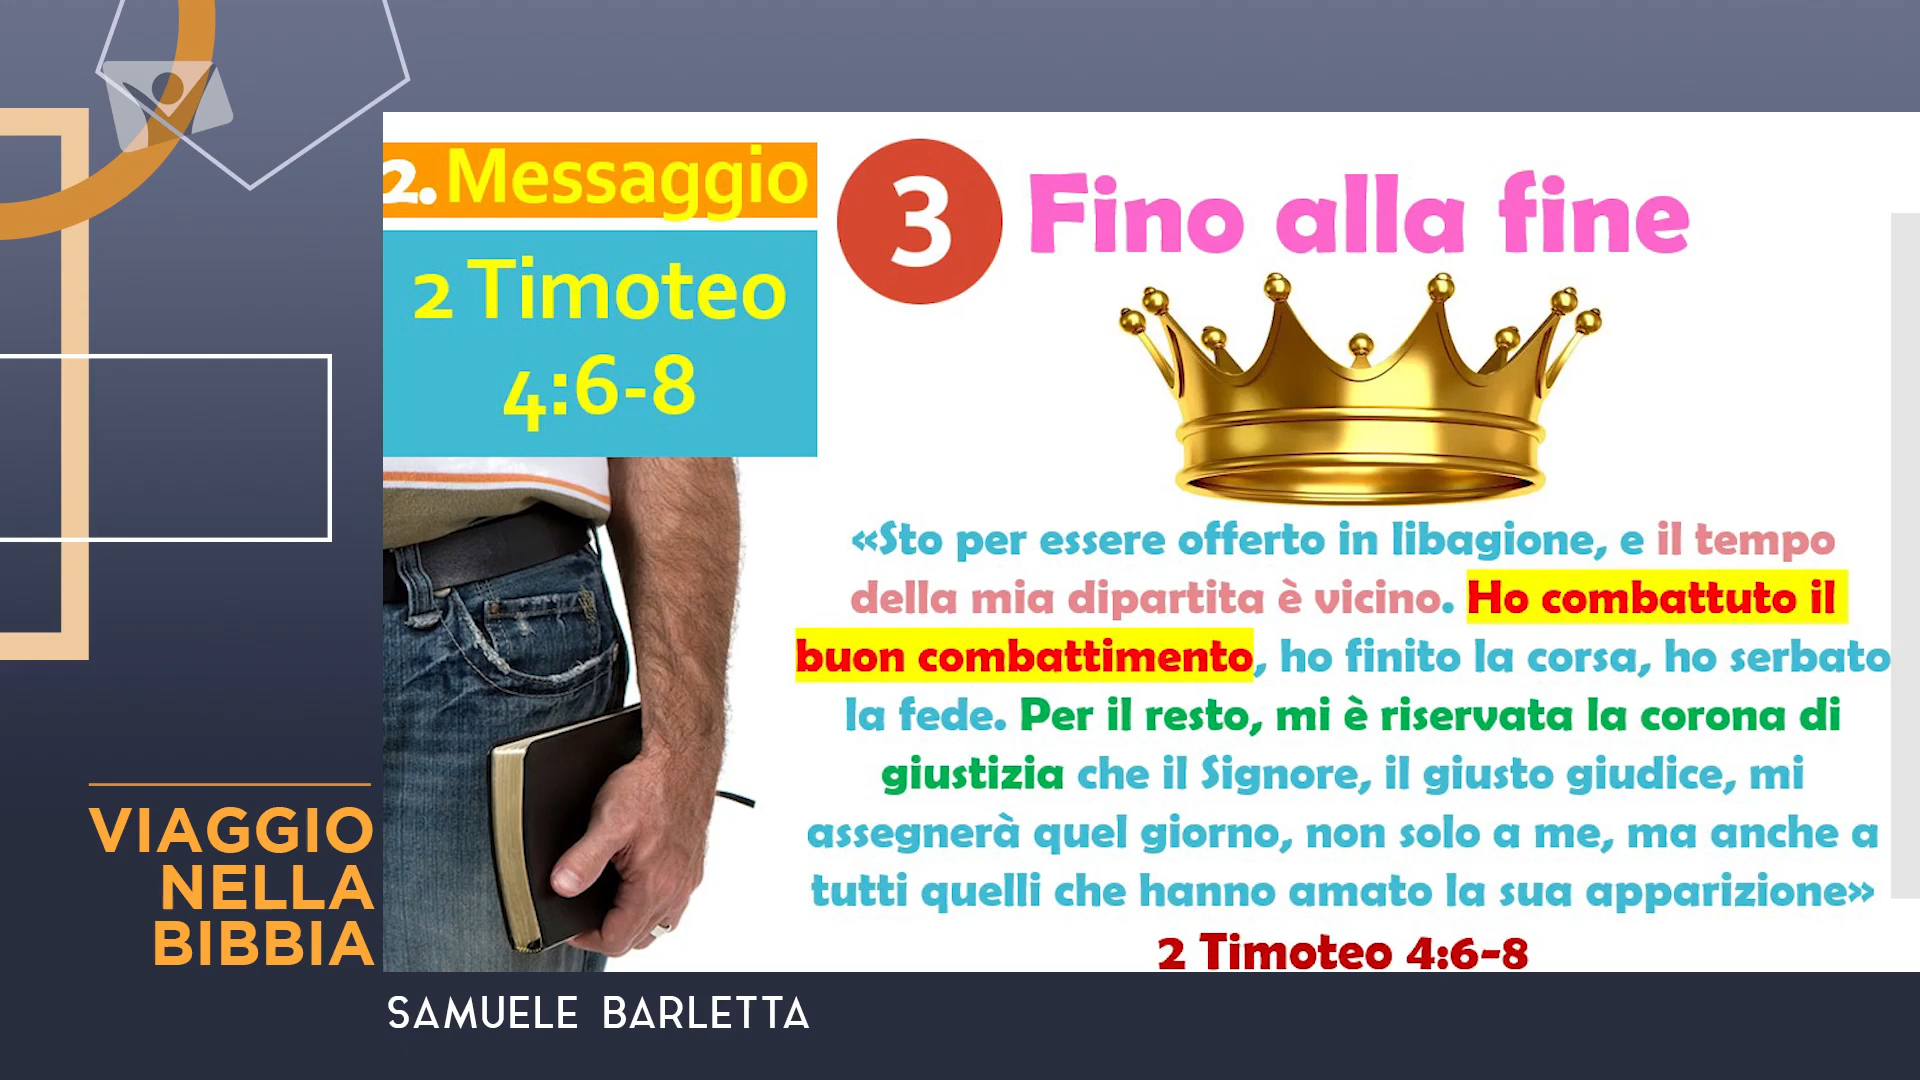 2. Messaggio
2 Timoteo
4:6-8
3 Fino alla fine
«Sto per essere offerto in libagione, e il tempo
della mia dipartita è vicino. Ho combattuto il
buon combattimento, ho finito la corsa, ho serbato
la fede. Per il resto, mi è riservata la corona di
giustizia che il Signore, il giusto giudice, mi
assegnerà quel giorno, non solo a me, ma anche a
tutti quelli che hanno amato la sua apparizione»
2 Timoteo 4:6-8
VIAGGIO
NELLA
BIBBIA
SAMUELE BARLETTA